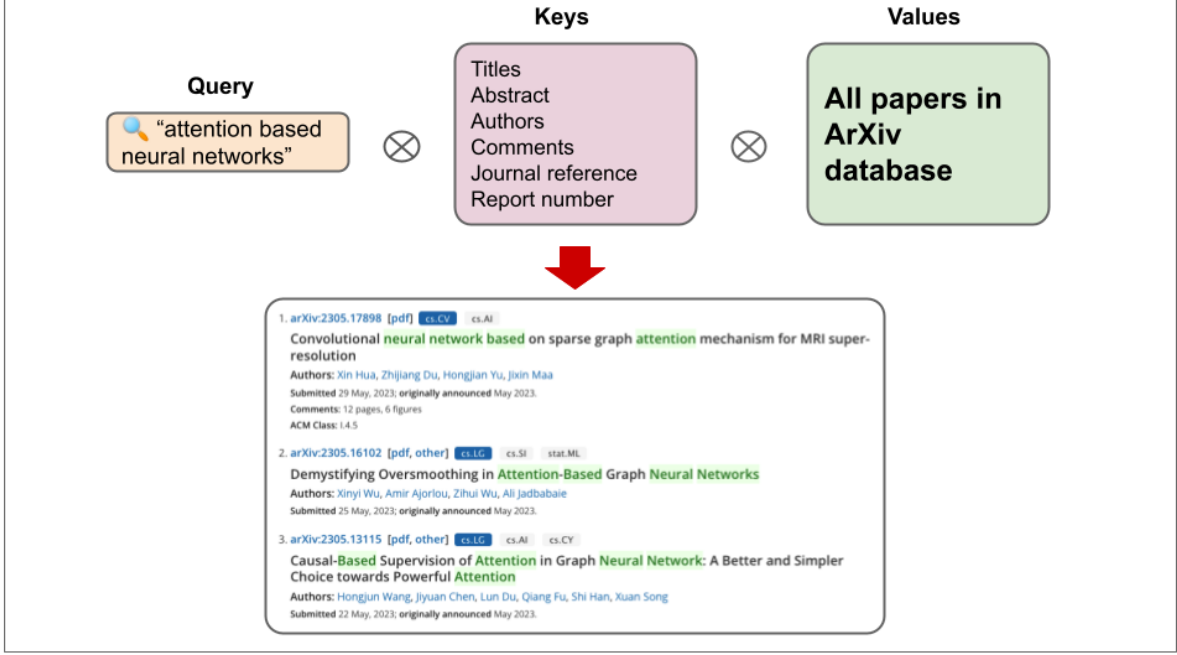 Keys
Values
Query
“attention based
neural networks”
Titles
Abstract
Authors
Comments
Journal reference
Report number
All papers in
ArXiv
database
1. arXiv:2305.17898 [pdf] cs.CV cs.AI
Convolutional neural network based on sparse graph attention mechanism for MRI super-
resolution
Authors: Xin Hua, Zhijiang Du, Hongjian Yu, Jixin Maa
Submitted 29 May, 2023; originally announced May 2023.
Comments: 12 pages, 6 figures
ACM Class: I.4.5
2. arXiv:2305.16102 [pdf, other] cs.LG cs.SI stat.ML
Demystifying Oversmoothing in Attention-Based Graph Neural Networks
Authors: Xinyi Wu, Amir Ajorlou, Zihui Wu, Ali Jadbabaie
Submitted 25 May, 2023; originally announced May 2023.
3. arXiv:2305.13115 [pdf, other] cs.LG cs.AI cs.CY
Causal-Based Supervision of Attention in Graph Neural Network: A Better and Simpler
Choice towards Powerful Attention
Authors: Hongjun Wang, Jiyuan Chen, Lun Du, Qiang Fu, Shi Han, Xuan Song
Submitted 22 May, 2023; originally announced May 2023.